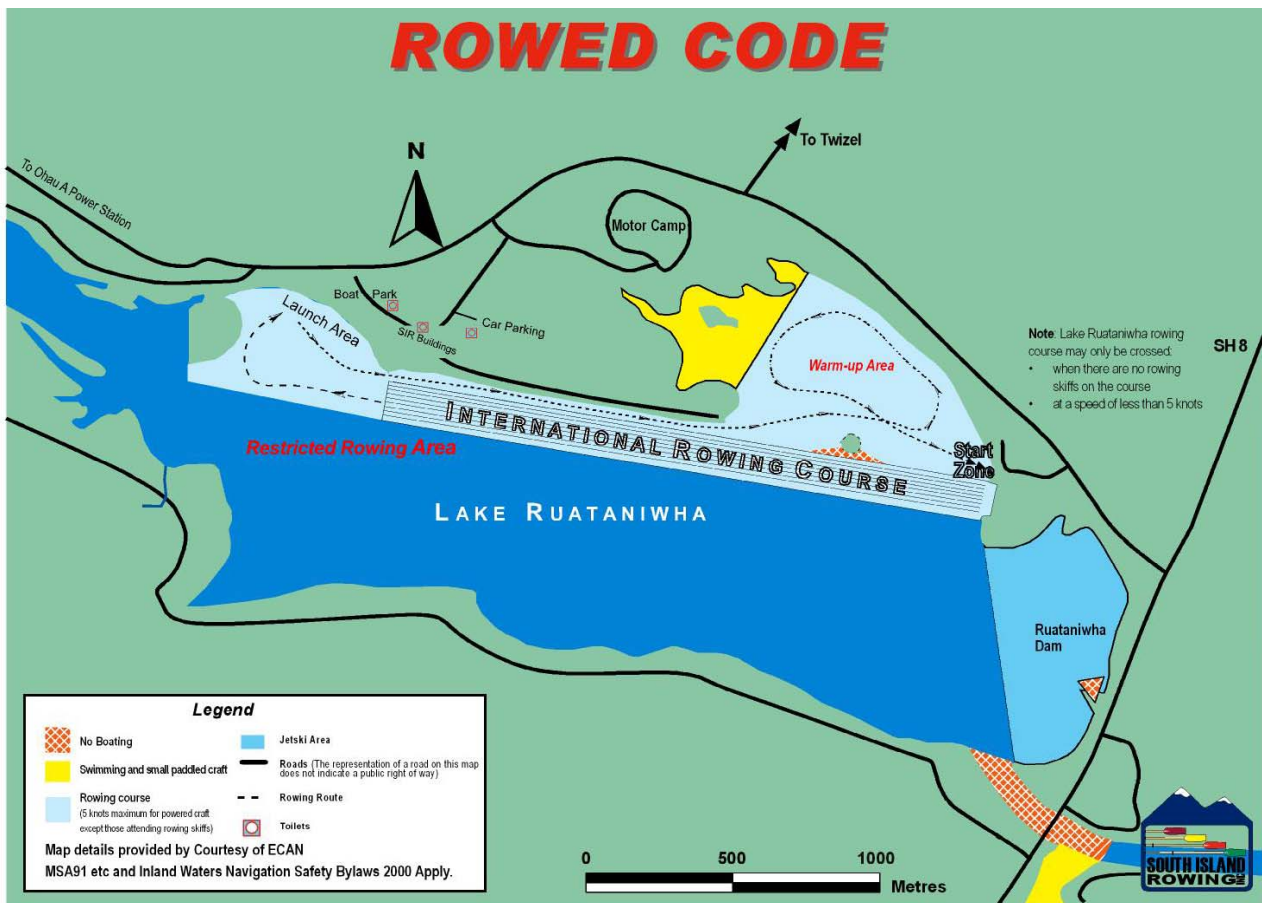 ROWED CODE
To Twizel
N
To Ohau A Power Station
Motor Camp
Boat Park
Launch Area
SIR Buildings
Car Parking
Warm-up Area
Note: Lake Ruataniwha rowing
course may only be crossed:
• when there are no rowing
skiffs on the course
• at a speed of less than 5 knots
SH 8
INTERNATIONAL ROWING COURSE
Start
Zone
Restricted Rowing Area
LAKE RUATANIWHA
Ruataniwha
Dam
Legend
No Boating
Swimming and small paddled craft
Rowing course
(5 knots maximum for powered craft
except those attending rowing skiffs)
Jetski Area
Roads (The representation of a road on this map
does not indicate a public right of way)
Rowing Route
Toilets
Map details provided by Courtesy of ECAN
MSA91 etc and Inland Waters Navigation Safety Bylaws 2000 Apply.
0 500 1000
Metres
SOUTH ISLAND
ROWING INC